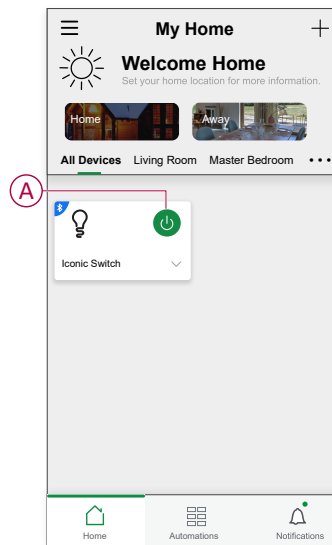 My Home
Welcome Home
Set your home location for more information.
Home Away
All Devices Living Room Master Bedroom
A
Iconic Switch
Home Automations Notifications